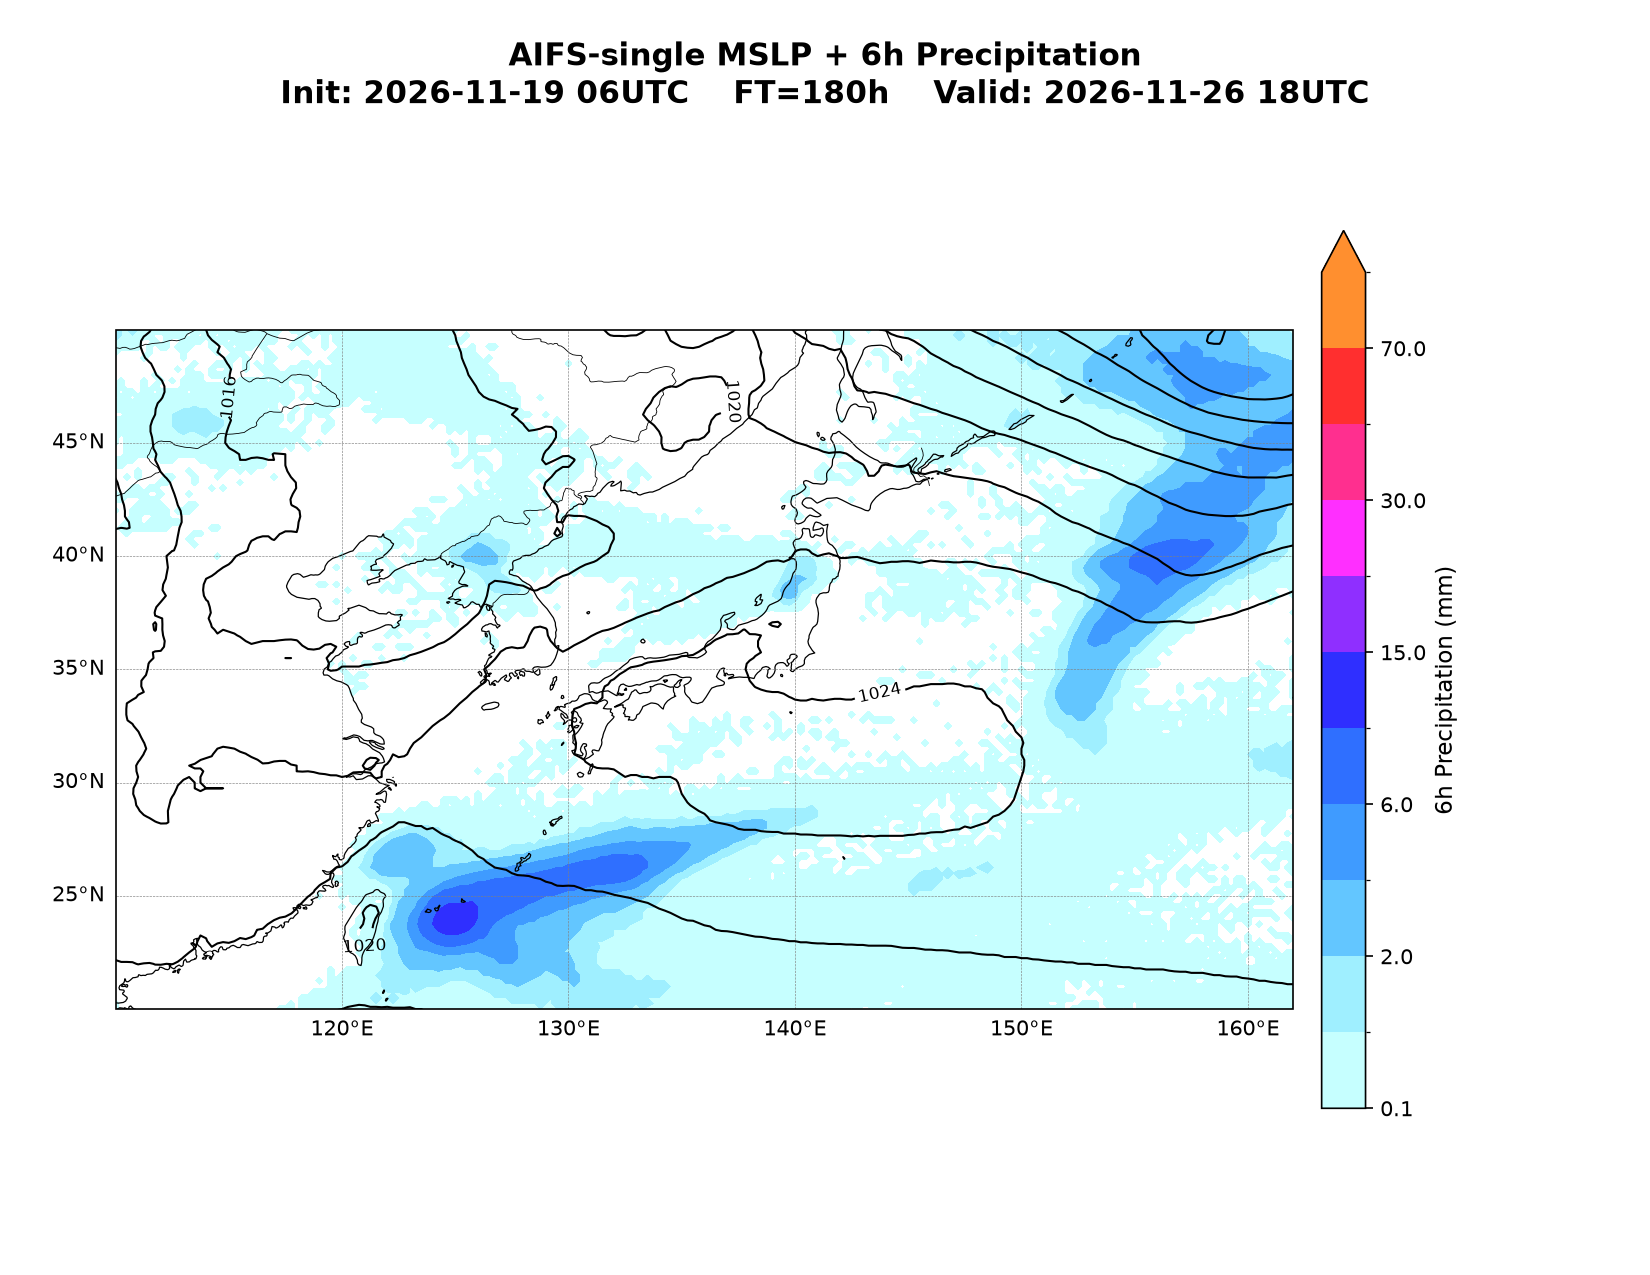 AIFS-single MSLP + 6h Precipitation
Init: 2026-11-19 06UTC    FT=180h    Valid: 2026-11-26 18UTC
1016
1020
1024
1020
45°N
40°N
35°N
30°N
25°N
120°E
130°E
140°E
150°E
160°E
70.0
30.0
15.0
6.0
2.0
0.1
6h Precipitation (mm)